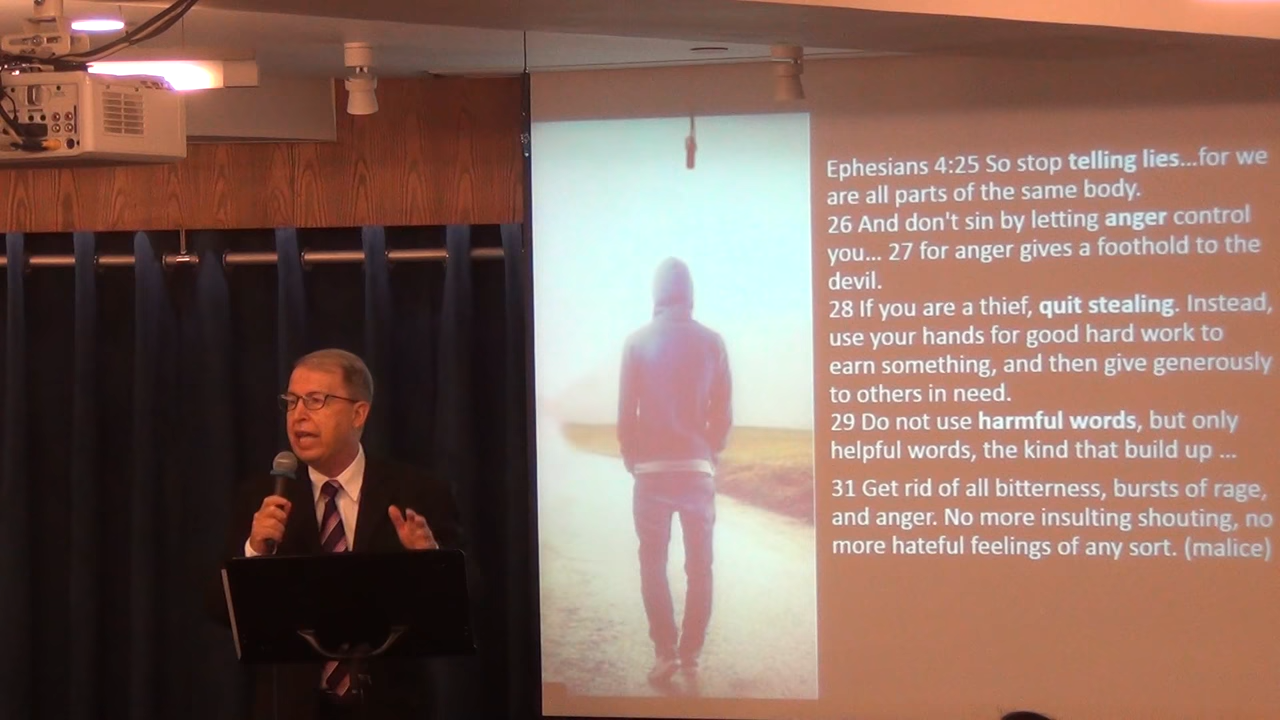 Ephesians 4:25 So stop telling lies...for we
are all parts of the same body.
26 And don't sin by letting anger control
you... 27 for anger gives a foothold to the
devil.
28 If you are a thief, quit stealing. Instead,
use your hands for good hard work to
earn something, and then give generously
to others in need.
29 Do not use harmful words, but only
helpful words, the kind that build up ...
31 Get rid of all bitterness, bursts of rage,
and anger. No more insulting shouting, no
more hateful feelings of any sort. (malice)